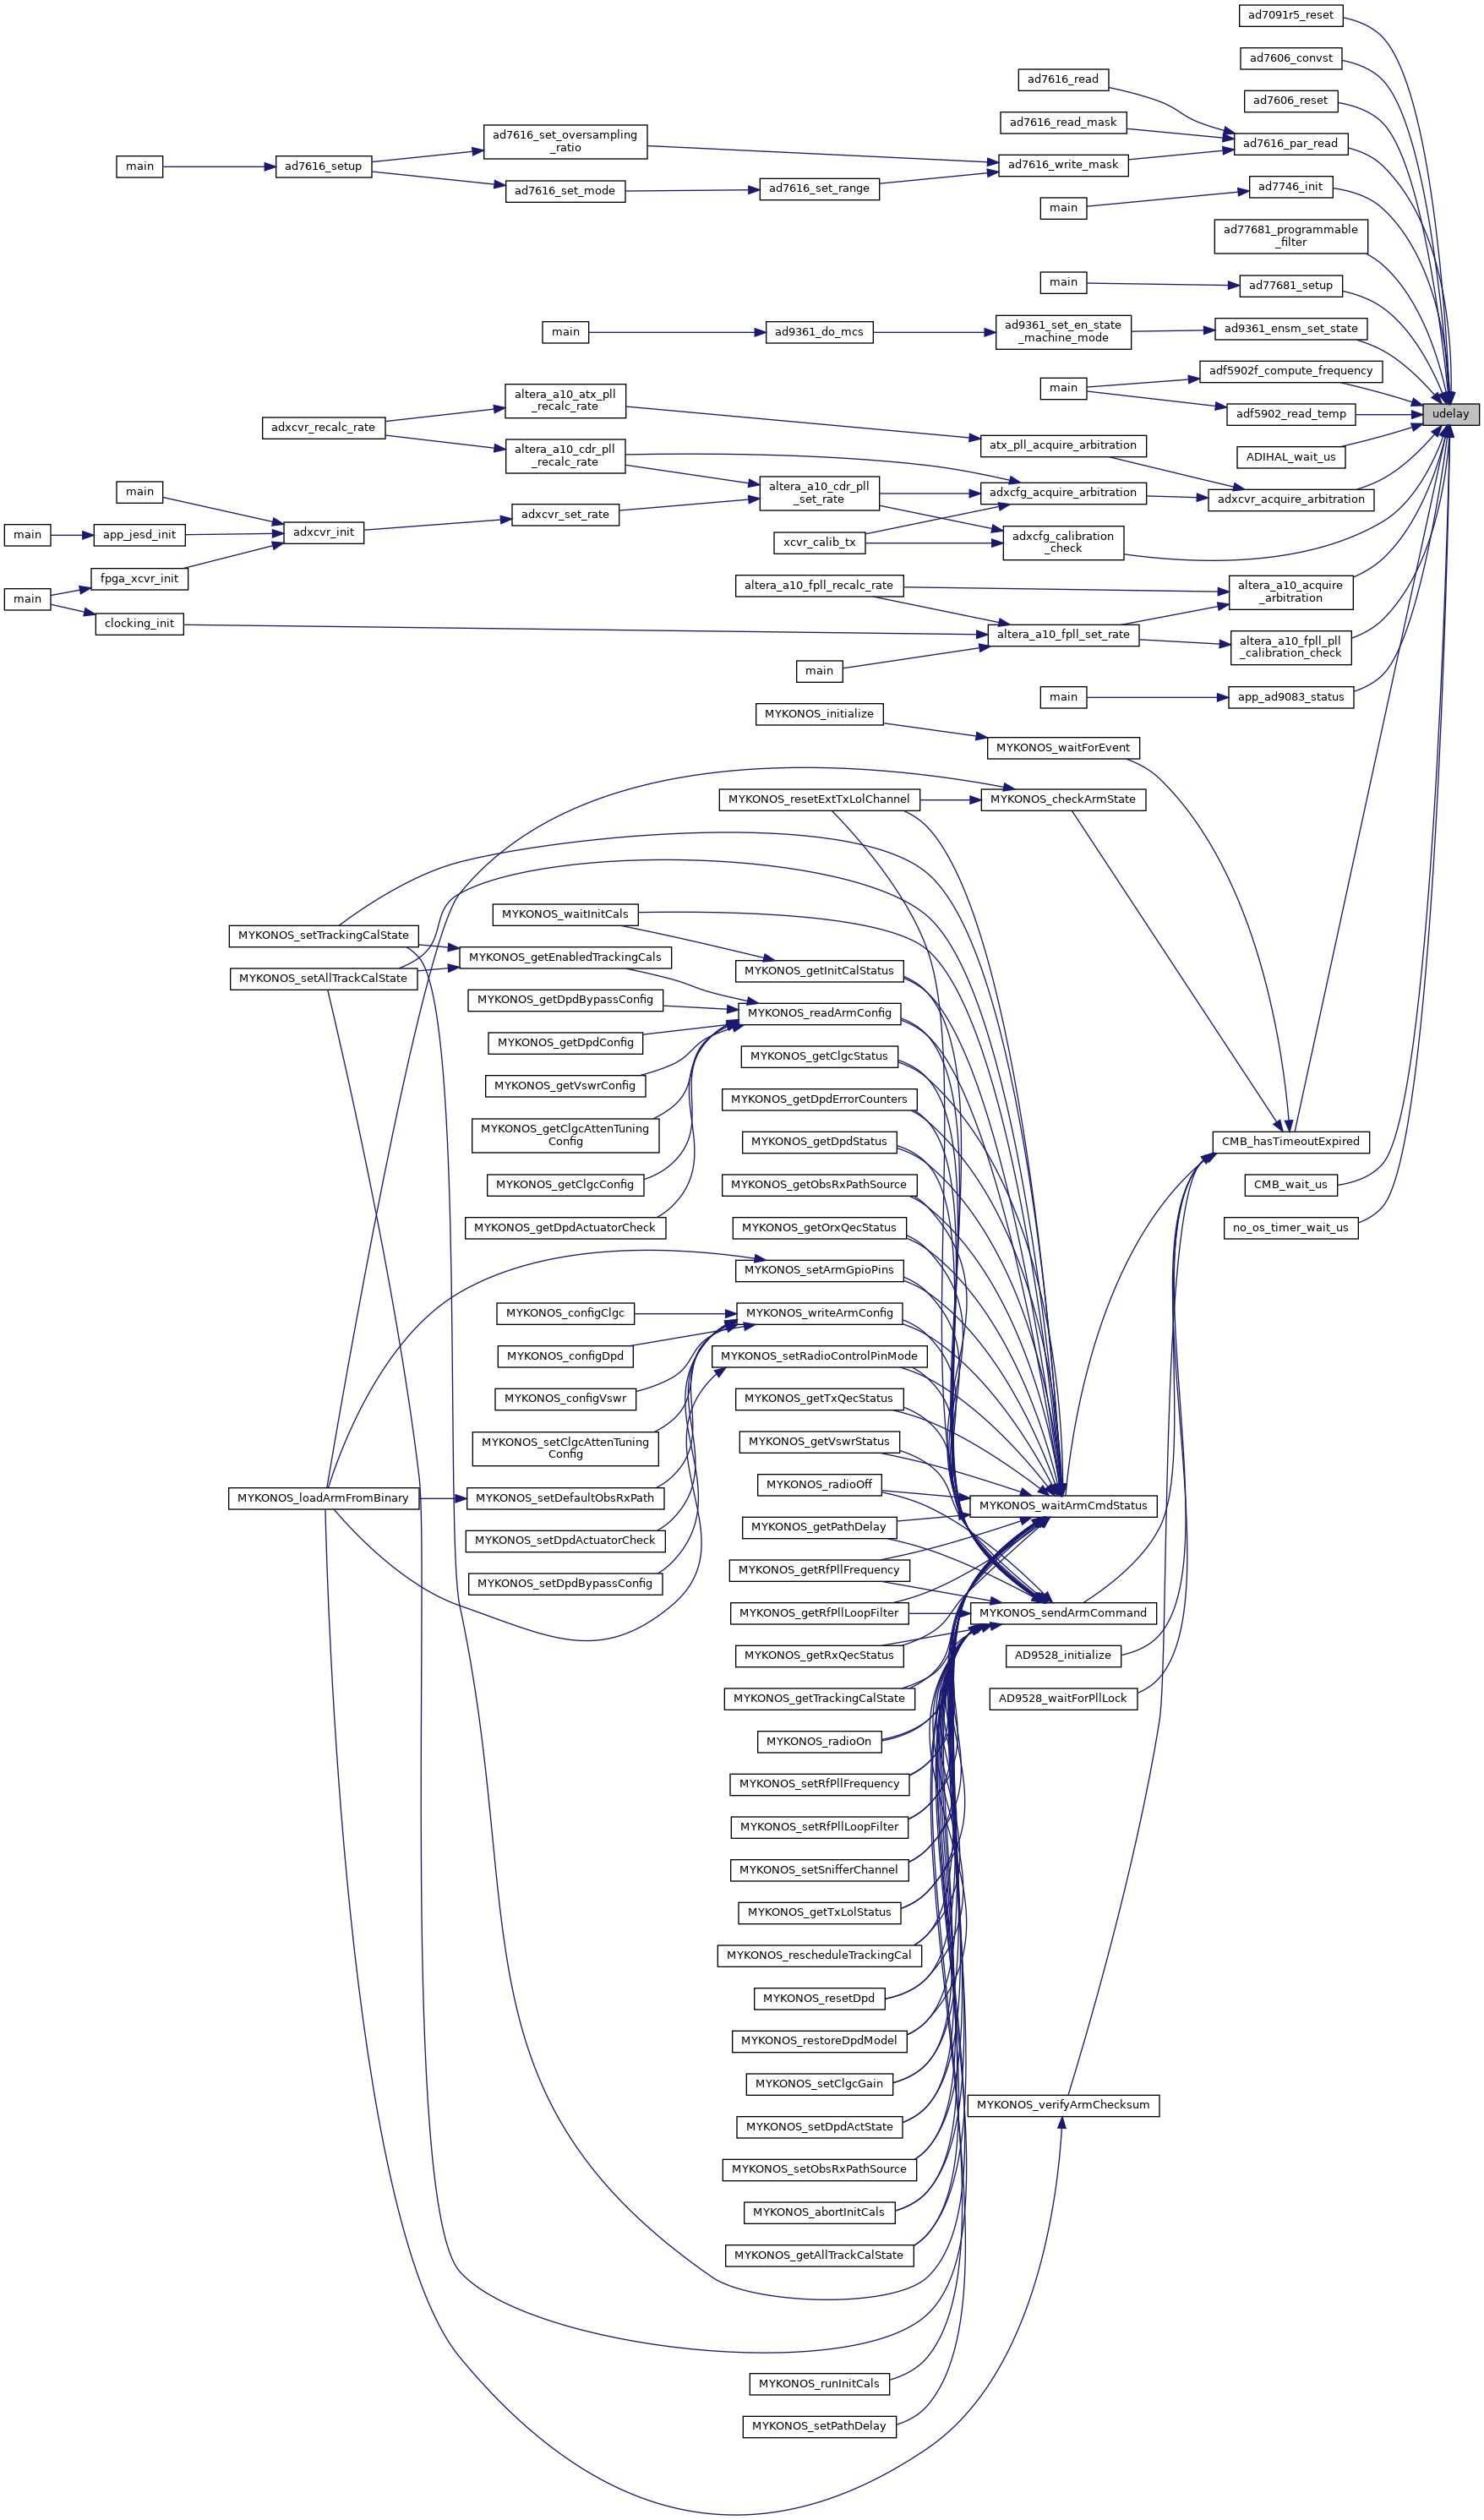 ad7091r5_reset
ad7606_convst
ad7616_read
ad7606_reset
ad7616_read_mask
ad7616_set_oversampling
_ratio
ad7616_par_read
main
ad7616_setup
ad7616_write_mask
ad7616_set_mode
ad7616_set_range
ad7746_init
main
ad77681_programmable
_filter
main
ad77681_setup
main
ad9361_do_mcs
ad9361_set_en_state
_machine_mode
ad9361_ensm_set_state
adf5902f_compute_frequency
main
altera_a10_atx_pll
_recalc_rate
adf5902_read_temp
udelay
adxcvr_recalc_rate
atx_pll_acquire_arbitration
altera_a10_cdr_pll
_recalc_rate
ADIHAL_wait_us
main
altera_a10_cdr_pll
_set_rate
adxcfg_acquire_arbitration
adxcvr_acquire_arbitration
adxcvr_set_rate
main
app_jesd_init
adxcvr_init
xcvr_calib_tx
adxcfg_calibration
_check
fpga_xcvr_init
altera_a10_fpll_recalc_rate
altera_a10_acquire
_arbitration
main
clocking_init
altera_a10_fpll_set_rate
altera_a10_fpll_pll
_calibration_check
main
main
app_ad9083_status
MYKONOS_initialize
MYKONOS_waitForEvent
MYKONOS_resetExtTxLolChannel
MYKONOS_checkArmState
MYKONOS_waitInitCals
MYKONOS_setTrackingCalState
MYKONOS_getEnabledTrackingCals
MYKONOS_getInitCalStatus
MYKONOS_setAllTrackCalState
MYKONOS_getDpdBypassConfig
MYKONOS_readArmConfig
MYKONOS_getDpdConfig
MYKONOS_getClgcStatus
MYKONOS_getVswrConfig
MYKONOS_getDpdErrorCounters
MYKONOS_getClgcAttenTuning
Config
MYKONOS_getDpdStatus
CMB_hasTimeoutExpired
MYKONOS_getClgcConfig
MYKONOS_getObsRxPathSource
CMB_wait_us
MYKONOS_getDpdActuatorCheck
MYKONOS_getOrxQecStatus
no_os_timer_wait_us
MYKONOS_setArmGpioPins
MYKONOS_configClgc
MYKONOS_writeArmConfig
MYKONOS_configDpd
MYKONOS_setRadioControlPinMode
MYKONOS_configVswr
MYKONOS_getTxQecStatus
MYKONOS_setClgcAttenTuning
Config
MYKONOS_getVswrStatus
MYKONOS_radioOff
MYKONOS_loadArmFromBinary
MYKONOS_setDefaultObsRxPath
MYKONOS_waitArmCmdStatus
MYKONOS_getPathDelay
MYKONOS_setDpdActuatorCheck
MYKONOS_getRfPllFrequency
MYKONOS_setDpdBypassConfig
MYKONOS_getRfPllLoopFilter
MYKONOS_sendArmCommand
MYKONOS_getRxQecStatus
AD9528_initialize
MYKONOS_getTrackingCalState
AD9528_waitForPllLock
MYKONOS_radioOn
MYKONOS_setRfPllFrequency
MYKONOS_setRfPllLoopFilter
MYKONOS_setSnifferChannel
MYKONOS_getTxLolStatus
MYKONOS_rescheduleTrackingCal
MYKONOS_resetDpd
MYKONOS_restoreDpdModel
MYKONOS_setClgcGain
MYKONOS_verifyArmChecksum
MYKONOS_setDpdActState
MYKONOS_setObsRxPathSource
MYKONOS_abortInitCals
MYKONOS_getAllTrackCalState
MYKONOS_runInitCals
MYKONOS_setPathDelay